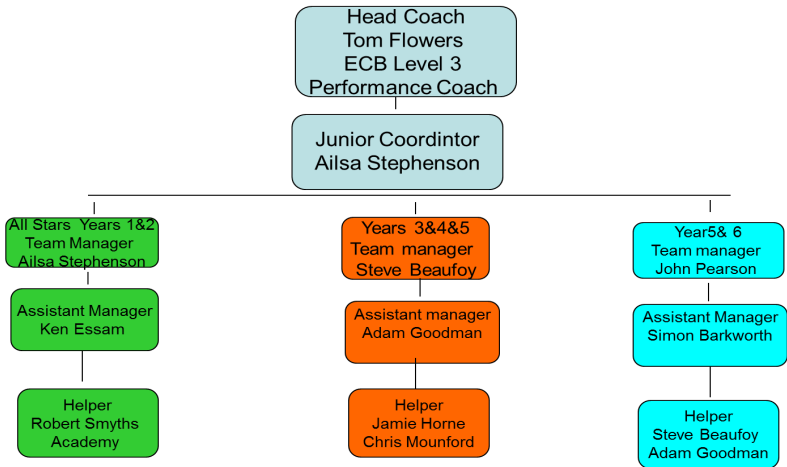 Head Coach
Tom Flowers
ECB Level 3
Performance Coach
Junior Coordintor
Ailsa Stephenson
All Stars Years 1&2
Team Manager
Ailsa Stephenson
Years 3&4&5
Team manager
Steve Beaufoy
Year5& 6
Team manager
John Pearson
Assistant Manager
Ken Essam
Assistant manager
Adam Goodman
Assistant Manager
Simon Barkworth
Helper
Robert Smyths
Academy
Helper
Jamie Horne
Chris Mounford
Helper
Steve Beaufoy
Adam Goodman